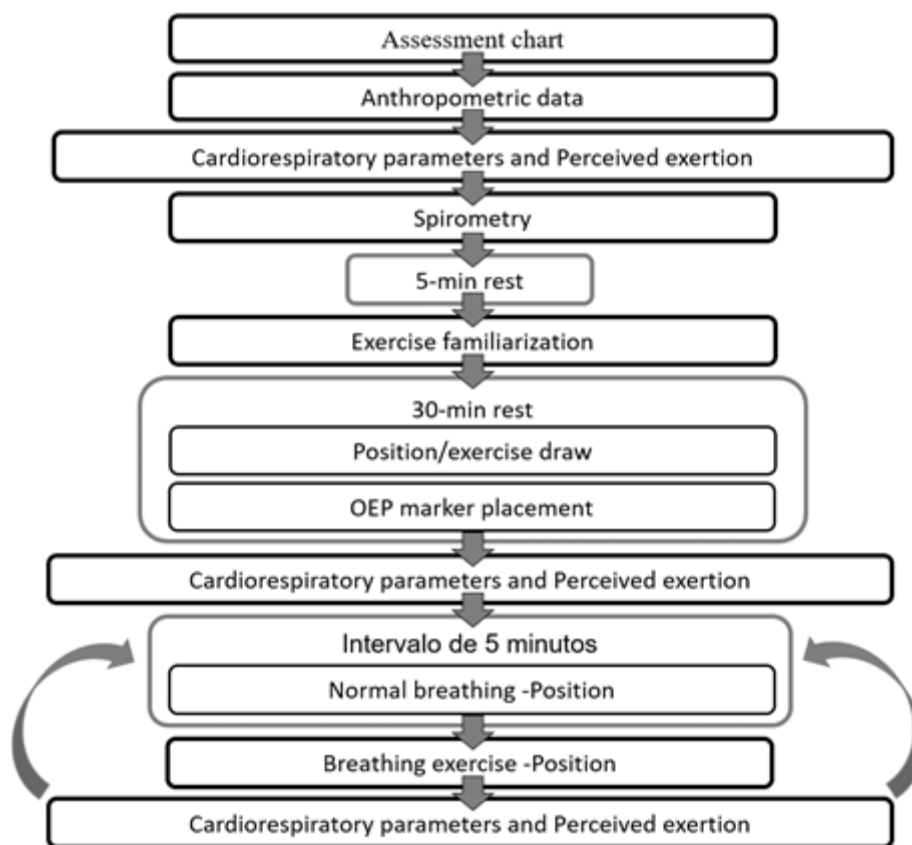 Assessment chart
Anthropometric data
Cardiorespiratory parameters and Perceived exertion
Spirometry
5-min rest
Exercise familiarization
30-min rest
Position/exercise draw
OEP marker placement
Cardiorespiratory parameters and Perceived exertion
Intervalo de 5 minutos
Normal breathing -Position
Breathing exercise -Position
Cardiorespiratory parameters and Perceived exertion